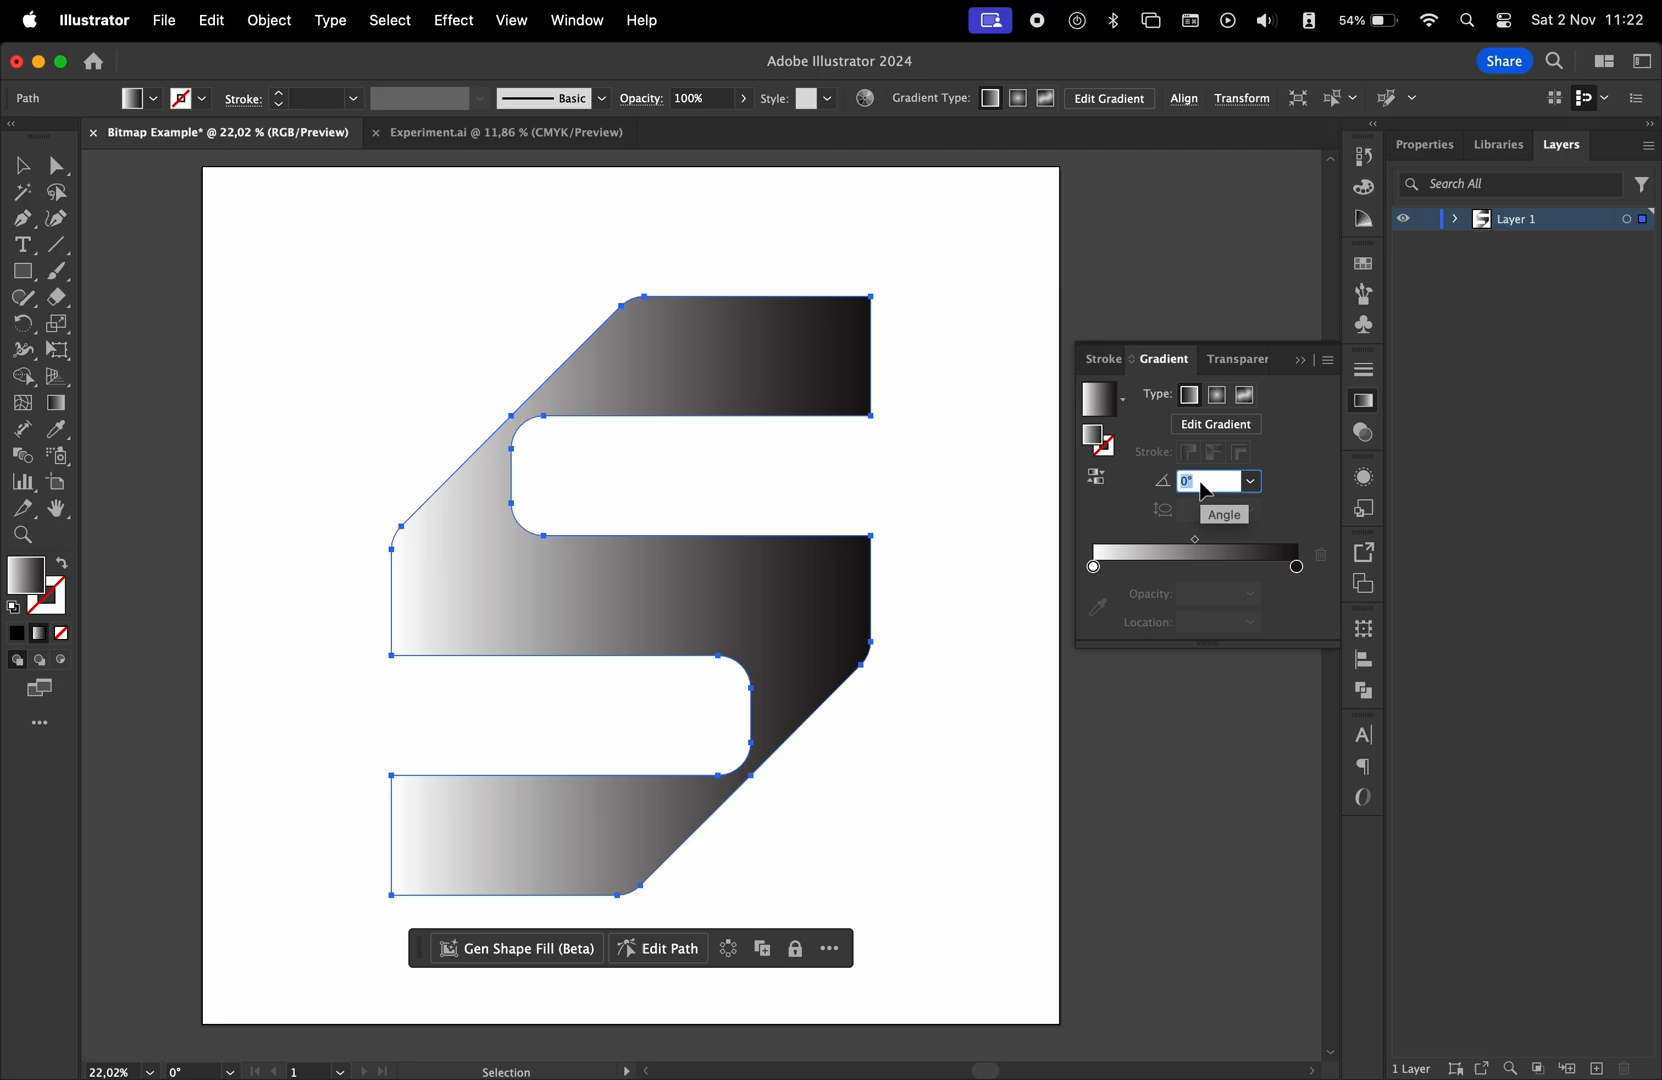 Illustrator File Edit Object Type Select Effect View Window Help 54% Sat 2 Nov 11:22
Adobe Illustrator 2024 Share
Path Stroke: Basic Opacity: 100% Style: Gradient Type: Edit Gradient Align Transform
Bitmap Example* @ 22,02 % (RGB/Preview) Experiment.ai @ 11,86 % (CMYK/Preview)
Properties Libraries Layers
Search All
Layer 1
Stroke Gradient Transparer
Type:
Edit Gradient
Stroke:
0°
Angle
Opacity:
Location:
Gen Shape Fill (Beta) Edit Path
22,02% 0° 1 Selection 1 Layer